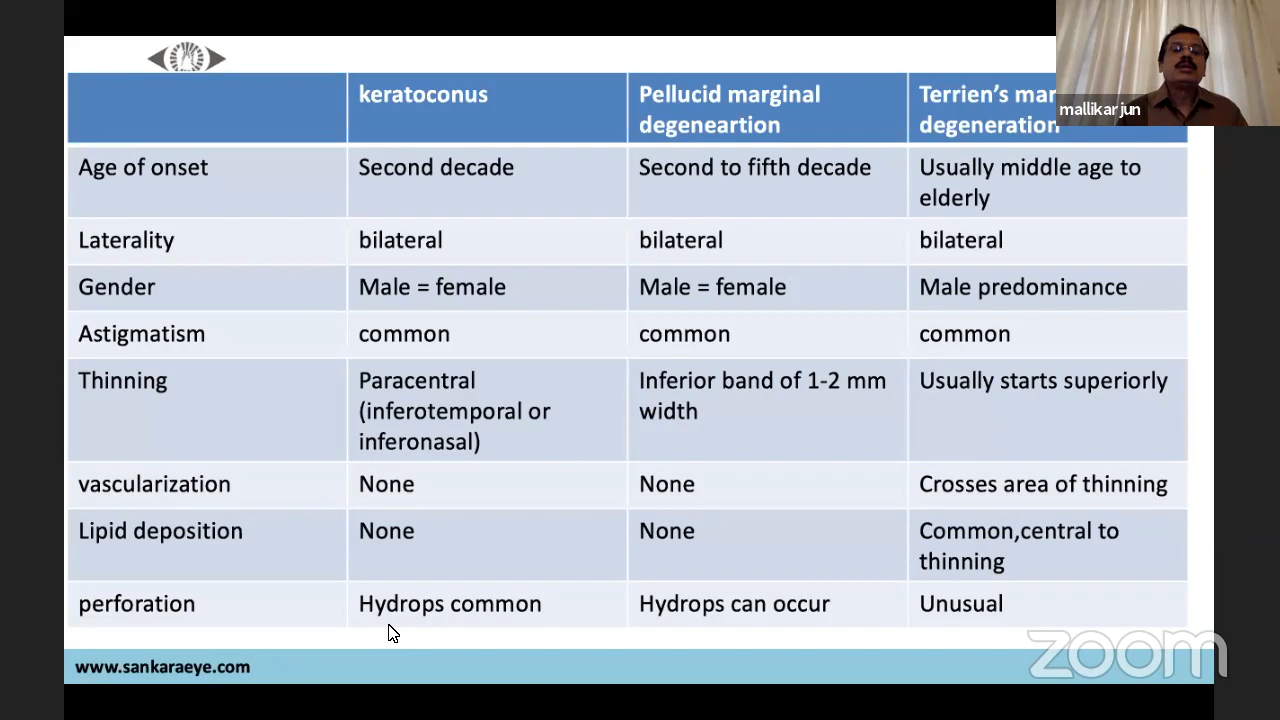 keratoconus
Pellucid marginal
degeneartion
Terrien's mar
degeneration
mallikarjun
Age of onset
Second decade
Second to fifth decade
Usually middle age to
elderly
Laterality
bilateral
bilateral
bilateral
Gender
Male = female
Male = female
Male predominance
Astigmatism
common
common
common
Thinning
Paracentral
(inferotemporal or
inferonasal)
Inferior band of 1-2 mm
width
Usually starts superiorly
vascularization
None
None
Crosses area of thinning
Lipid deposition
None
None
Common,central to
thinning
perforation
Hydrops common
Hydrops can occur
Unusual
www.sankaraeye.com
zoom